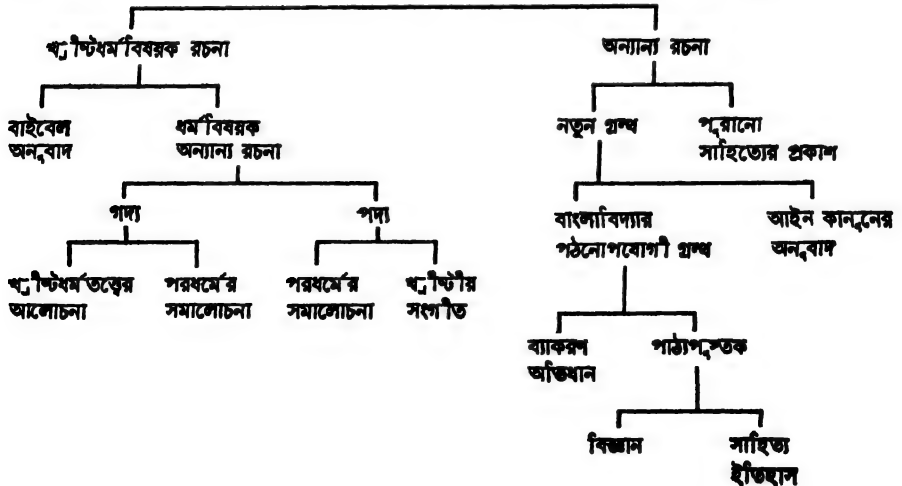 খ্রীষ্টধর্মবিষয়ক রচনা
অন্যান্য রচনা
বাইবেল
অনুবাদ
ধর্মবিষয়ক
অন্যান্য রচনা
নতুন গ্রন্থ
পুরানো
সাহিত্যের প্রকাশ
গদ্য
পদ্য
বাংলাবিদ্যার
পঠনোপযোগী গ্রন্থ
আইন কানুনের
অনুবাদ
খ্রীষ্টধর্মতত্ত্বের
আলোচনা
পরধর্মের
সমালোচনা
পরধর্মের
সমালোচনা
খ্রীষ্টীয়
সংগীত
ব্যাকরণ
অভিধান
পাঠ্যপুস্তক
বিজ্ঞান
সাহিত্য
ইতিহাস